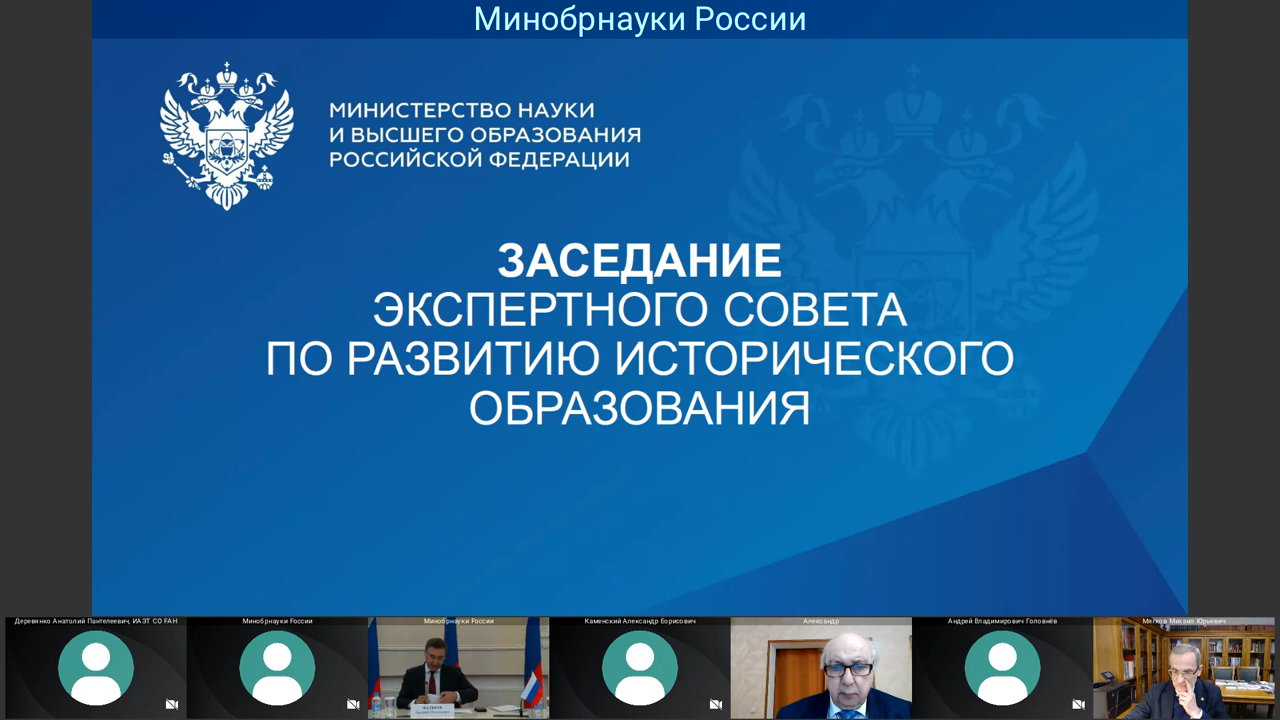 Минобрнауки России
МИНИСТЕРСТВО НАУКИ
И ВЫСШЕГО ОБРАЗОВАНИЯ
РОССИЙСКОЙ ФЕДЕРАЦИИ
ЗАСЕДАНИЕ
ЭКСПЕРТНОГО СОВЕТА
ПО РАЗВИТИЮ ИСТОРИЧЕСКОГО
ОБРАЗОВАНИЯ
Деревянко Анатолий Пантелеевич, ИАЭТ СО РАН
Минобрнауки России
Минобрнауки России
Каменский Александр Борисович
Александр
Андрей Владимирович Головнёв
Мягков Михаил Юрьевич